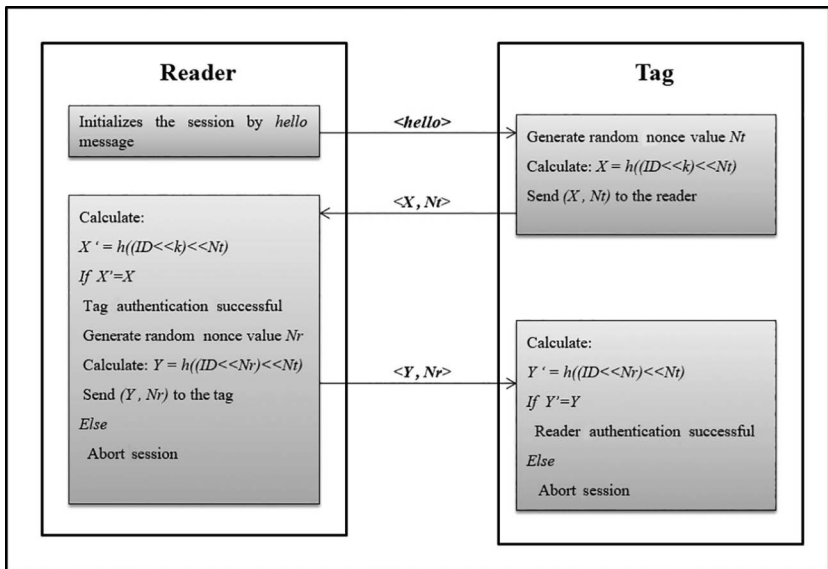 Reader
Tag
Initializes the session by hello
message
<hello>
Generate random nonce value Nt
Calculate: X = h((ID<<k)<<Nt)
Send (X, Nt) to the reader
<X, Nt>
Calculate:
X ‘ = h((ID<<k)<<Nt)
If X'=X
Tag authentication successful
Generate random nonce value Nr
Calculate: Y = h((ID<<Nr)<<Nt)
Send (Y, Nr) to the tag
Else
Abort session
<Y, Nr>
Calculate:
Y ‘ = h((ID<<Nr)<<Nt)
If Y'=Y
Reader authentication successful
Else
Abort session